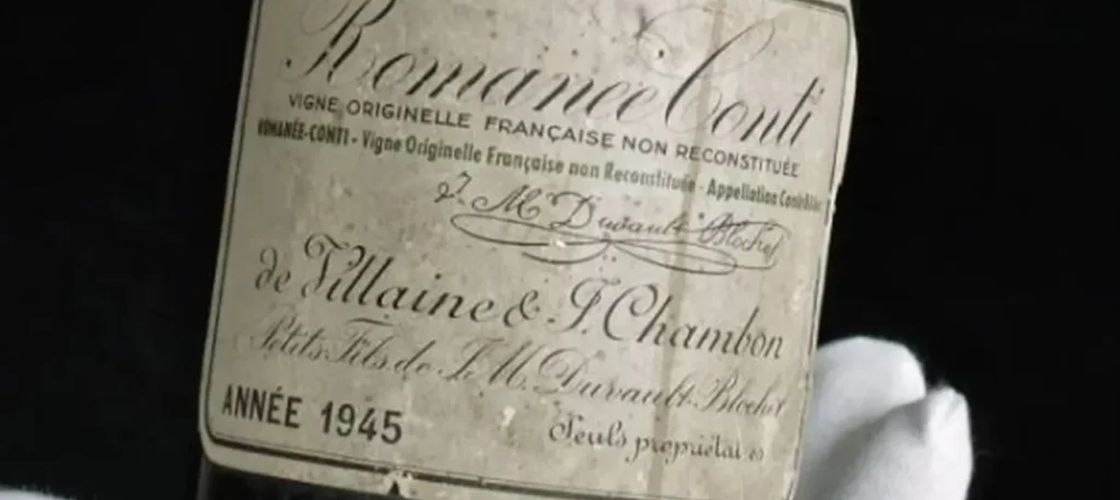 Romanée Conti
VIGNE ORIGINELLE FRANÇAISE NON RECONSTITUÉE
ROMANÉE-CONTI - Vigne Originelle Française non Reconstituée - Appellation Contrôlée
J. M. Duvault Blochet
de Villaine & J. Chambon
Petits Fils de J. M. Duvault-Blochet
Seuls propriétaires
ANNÉE 1945